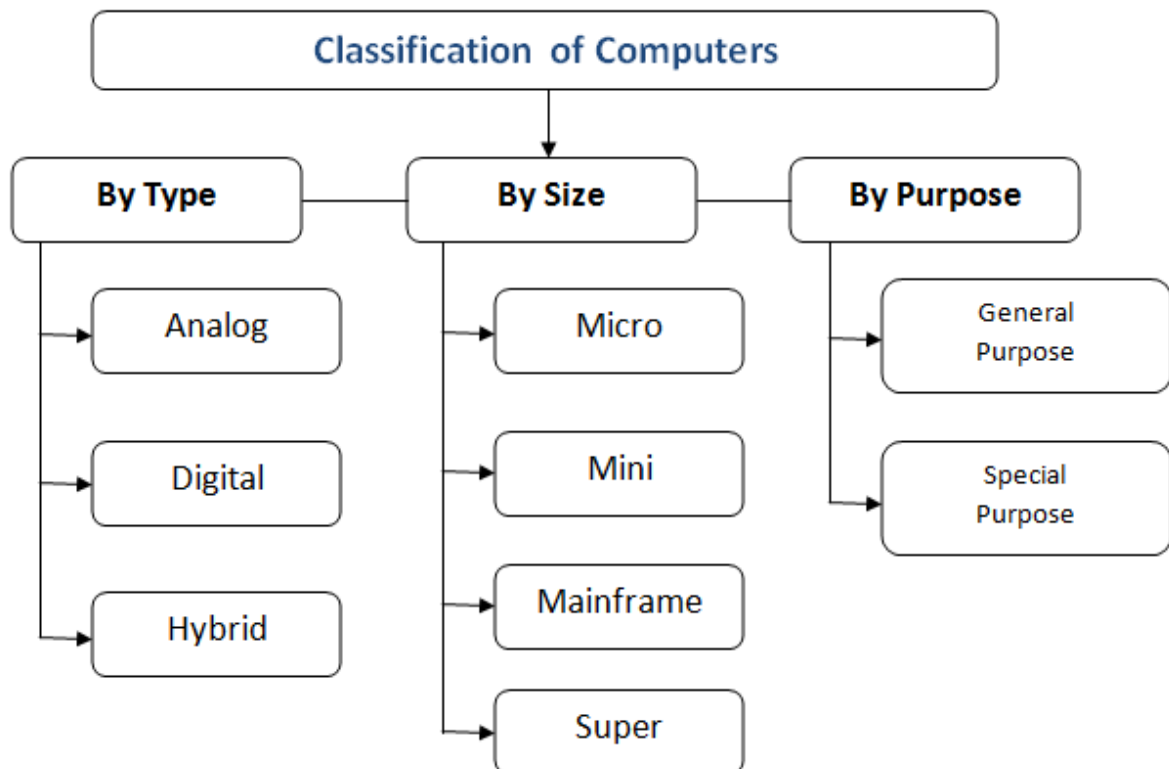 Classification of Computers
By Type
By Size
By Purpose
Analog
Digital
Hybrid
Micro
Mini
Mainframe
Super
General
Purpose
Special
Purpose